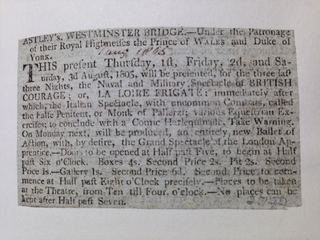 ASTLEY's, WESTMINSTER BRIDGE.—Under the Patronage
of their Royal Highnesses the Prince of WALES and Duke of
York.
THIS present Thursday, 1st, Friday, 2d, and Sa-
turday, 3d August, 1805, will be presented, for the three last
three Nights, the Naval and Military Spectacle of BRITISH
COURAGE; or, LA LOIRE FRIGATE: immediately after
which, the Italian Spectacle, with uncommon Combats, called
the False Penitent, or Monk of Palluzzi; various Equestrian Ex-
ercises; to conclude with a Comic Harlequinade, Take Warning.
On Monday next, will be produced, an entirely new Ballet of
Action, with, by desire, the Grand Spectacle of the London Ap-
prentice.—Doors to be opened at Half past Five, to begin at Half
past Six o'Clock. Boxes 4s. Second Price 2s. Pit 2s. Second
Price 1s.—Gallery 1s. Second Price 6d. Second Price, to com-
mence at Half past Eight o'Clock precisely.—Places to be taken
at the Theatre, from Ten till Four o'clock.—No places can be
kept after Half past Seven.